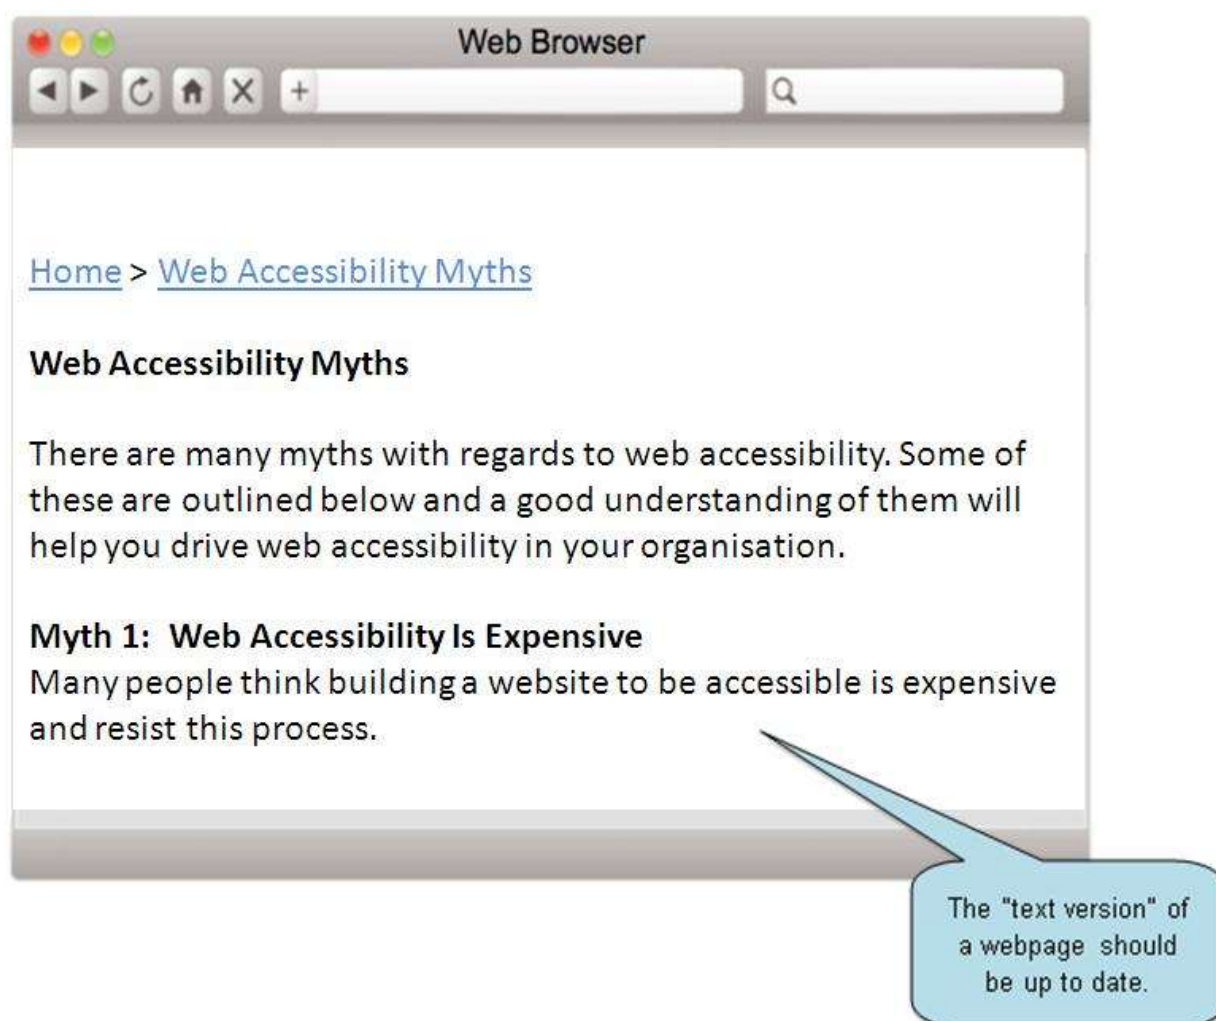 Web Browser
Home > Web Accessibility Myths
Web Accessibility Myths
There are many myths with regards to web accessibility. Some of
these are outlined below and a good understanding of them will
help you drive web accessibility in your organisation.
Myth 1: Web Accessibility Is Expensive
Many people think building a website to be accessible is expensive
and resist this process.
The "text version" of
a webpage should
be up to date.